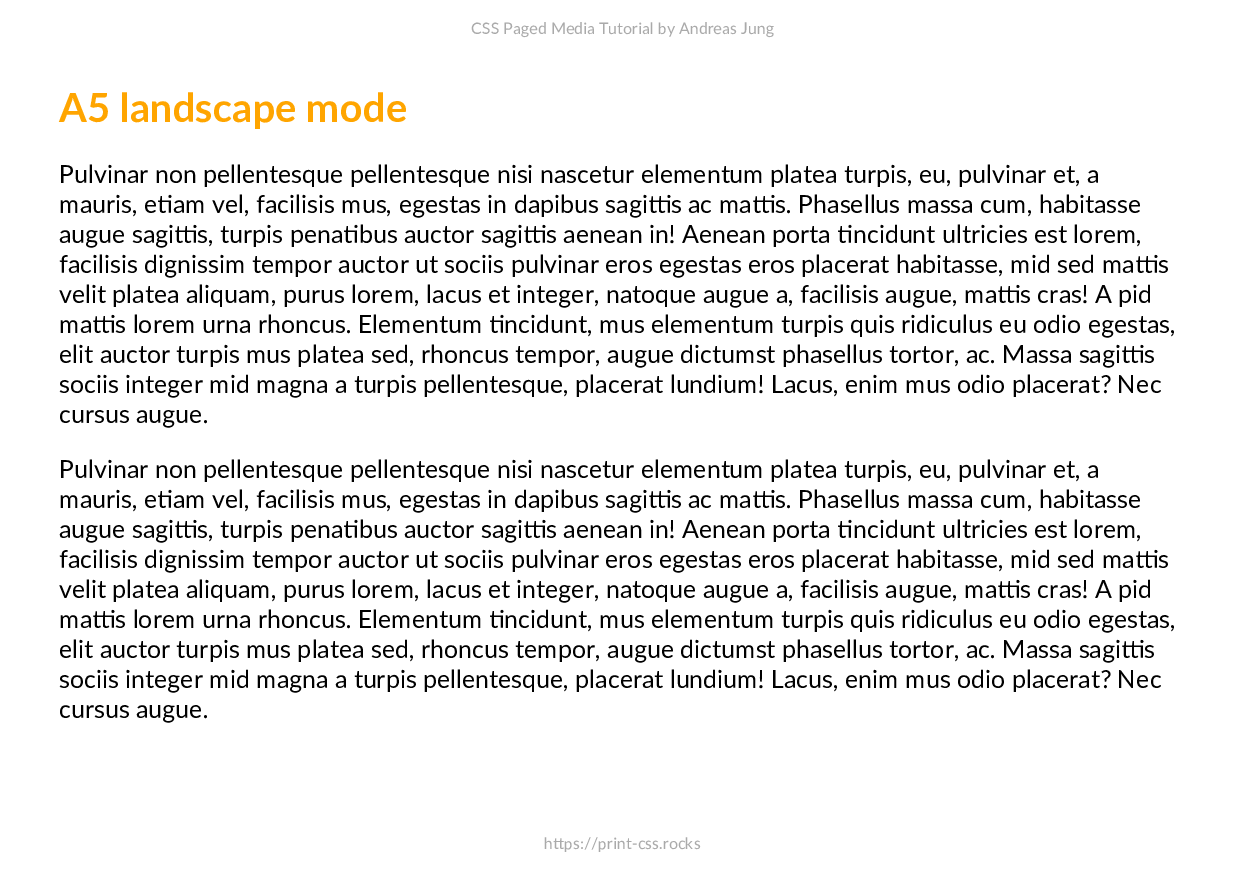 CSS Paged Media Tutorial by Andreas Jung
A5 landscape mode
Pulvinar non pellentesque pellentesque nisi nascetur elementum platea turpis, eu, pulvinar et, a
mauris, etiam vel, facilisis mus, egestas in dapibus sagittis ac mattis. Phasellus massa cum, habitasse
augue sagittis, turpis penatibus auctor sagittis aenean in! Aenean porta tincidunt ultricies est lorem,
facilisis dignissim tempor auctor ut sociis pulvinar eros egestas eros placerat habitasse, mid sed mattis
velit platea aliquam, purus lorem, lacus et integer, natoque augue a, facilisis augue, mattis cras! A pid
mattis lorem urna rhoncus. Elementum tincidunt, mus elementum turpis quis ridiculus eu odio egestas,
elit auctor turpis mus platea sed, rhoncus tempor, augue dictumst phasellus tortor, ac. Massa sagittis
sociis integer mid magna a turpis pellentesque, placerat lundium! Lacus, enim mus odio placerat? Nec
cursus augue.
Pulvinar non pellentesque pellentesque nisi nascetur elementum platea turpis, eu, pulvinar et, a
mauris, etiam vel, facilisis mus, egestas in dapibus sagittis ac mattis. Phasellus massa cum, habitasse
augue sagittis, turpis penatibus auctor sagittis aenean in! Aenean porta tincidunt ultricies est lorem,
facilisis dignissim tempor auctor ut sociis pulvinar eros egestas eros placerat habitasse, mid sed mattis
velit platea aliquam, purus lorem, lacus et integer, natoque augue a, facilisis augue, mattis cras! A pid
mattis lorem urna rhoncus. Elementum tincidunt, mus elementum turpis quis ridiculus eu odio egestas,
elit auctor turpis mus platea sed, rhoncus tempor, augue dictumst phasellus tortor, ac. Massa sagittis
sociis integer mid magna a turpis pellentesque, placerat lundium! Lacus, enim mus odio placerat? Nec
cursus augue.
https://print-css.rocks